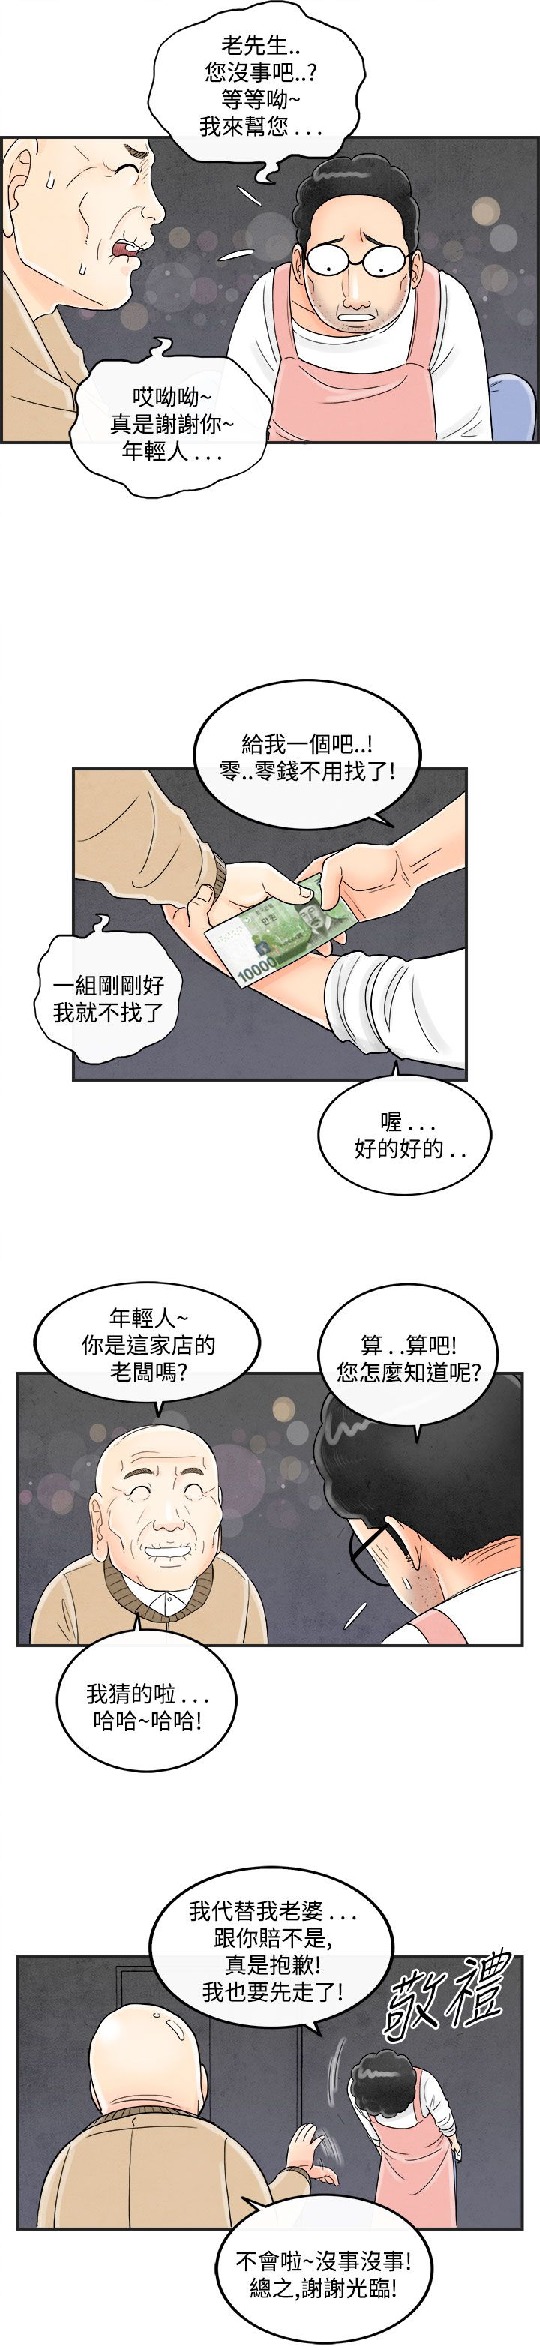 老先生..
您沒事吧..?
等等呦~
我來幫您...
哎呦呦~
真是謝謝你~
年輕人...
給我一個吧..!
零..零錢不用找了!
10000
一組剛剛好
我就不找了
喔...
好的好的..
年輕人~
你是這家店的
老闆嗎?
算..算吧!
您怎麼知道呢?
我猜的啦...
哈哈~哈哈!
我代替我老婆...
跟你賠不是,
真是抱歉!
我也要先走了!
敬禮
不會啦~沒事沒事!
總之,謝謝光臨!